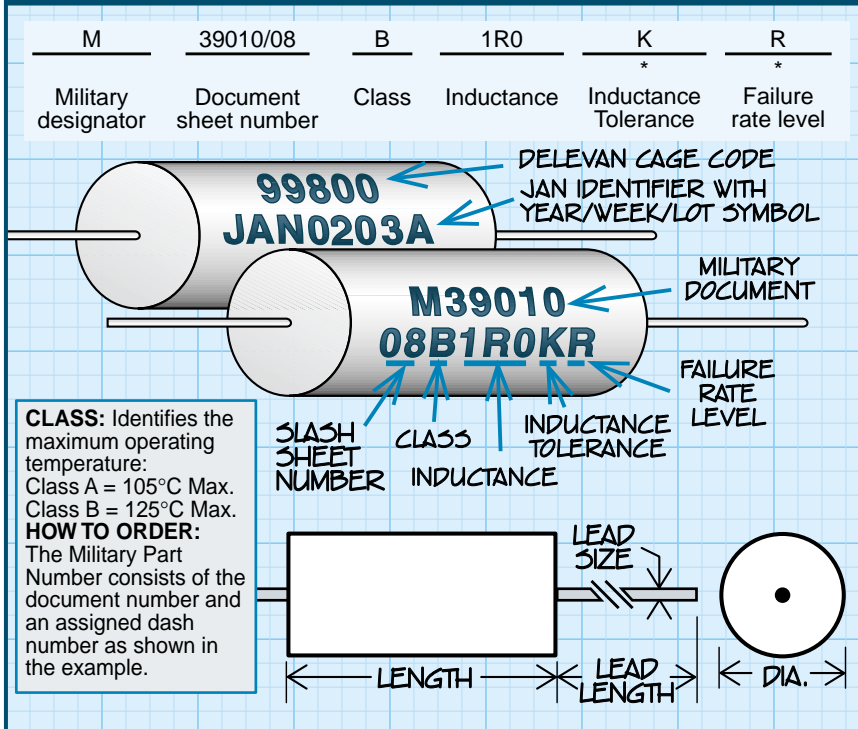 M 39010/08 B 1R0 K R
* *
Military designator
Document sheet number
Class
Inductance
Inductance Tolerance
Failure rate level
DELEVAN CAGE CODE
99800
JAN IDENTIFIER WITH
YEAR/WEEK/LOT SYMBOL
JAN0203A
MILITARY
DOCUMENT
M39010
08B1R0KR
FAILURE
RATE
LEVEL
SLASH
SHEET
NUMBER
CLASS
INDUCTANCE
INDUCTANCE
TOLERANCE
CLASS: Identifies the
maximum operating
temperature:
Class A = 105°C Max.
Class B = 125°C Max.
HOW TO ORDER:
The Military Part
Number consists of the
document number and
an assigned dash
number as shown in
the example.
LEAD
SIZE
LENGTH
LEAD
LENGTH
DIA.